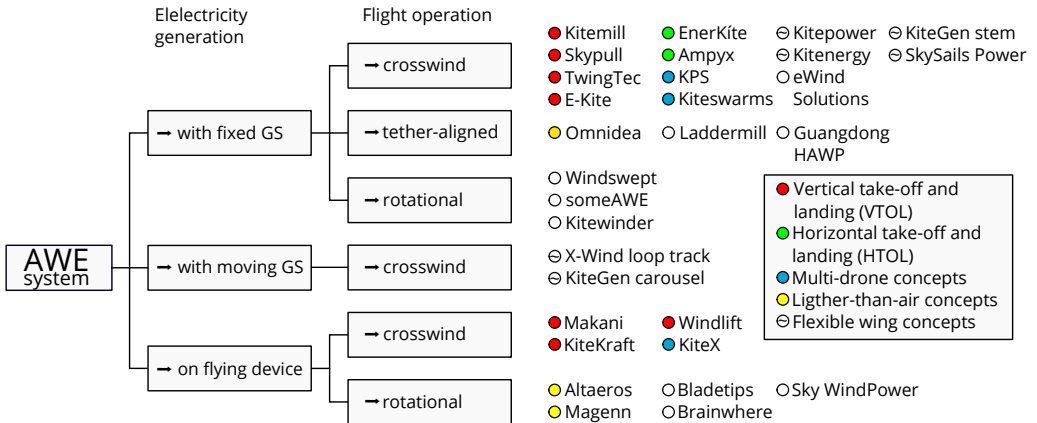 Elelectricity
generation
Flight operation
AWE
system
→ with fixed GS
→ crosswind
Kitemill
EnerKíte
Kitepower
KiteGen stem
Skypull
Ampyx
Kitenergy
SkySails Power
TwingTec
KPS
eWind
Solutions
E-Kite
Kiteswarms
→ tether-aligned
Omnidea
Laddermill
Guangdong
HAWP
→ rotational
Windswept
someAWE
Kitewinder
→ with moving GS
→ crosswind
X-Wind loop track
KiteGen carousel
→ on flying device
→ crosswind
Makani
Windlift
KiteKraft
KiteX
→ rotational
Altaeros
Bladetips
Sky WindPower
Magenn
Brainwhere
Vertical take-off and
landing (VTOL)
Horizontal take-off and
landing (HTOL)
Multi-drone concepts
Ligther-than-air concepts
Flexible wing concepts